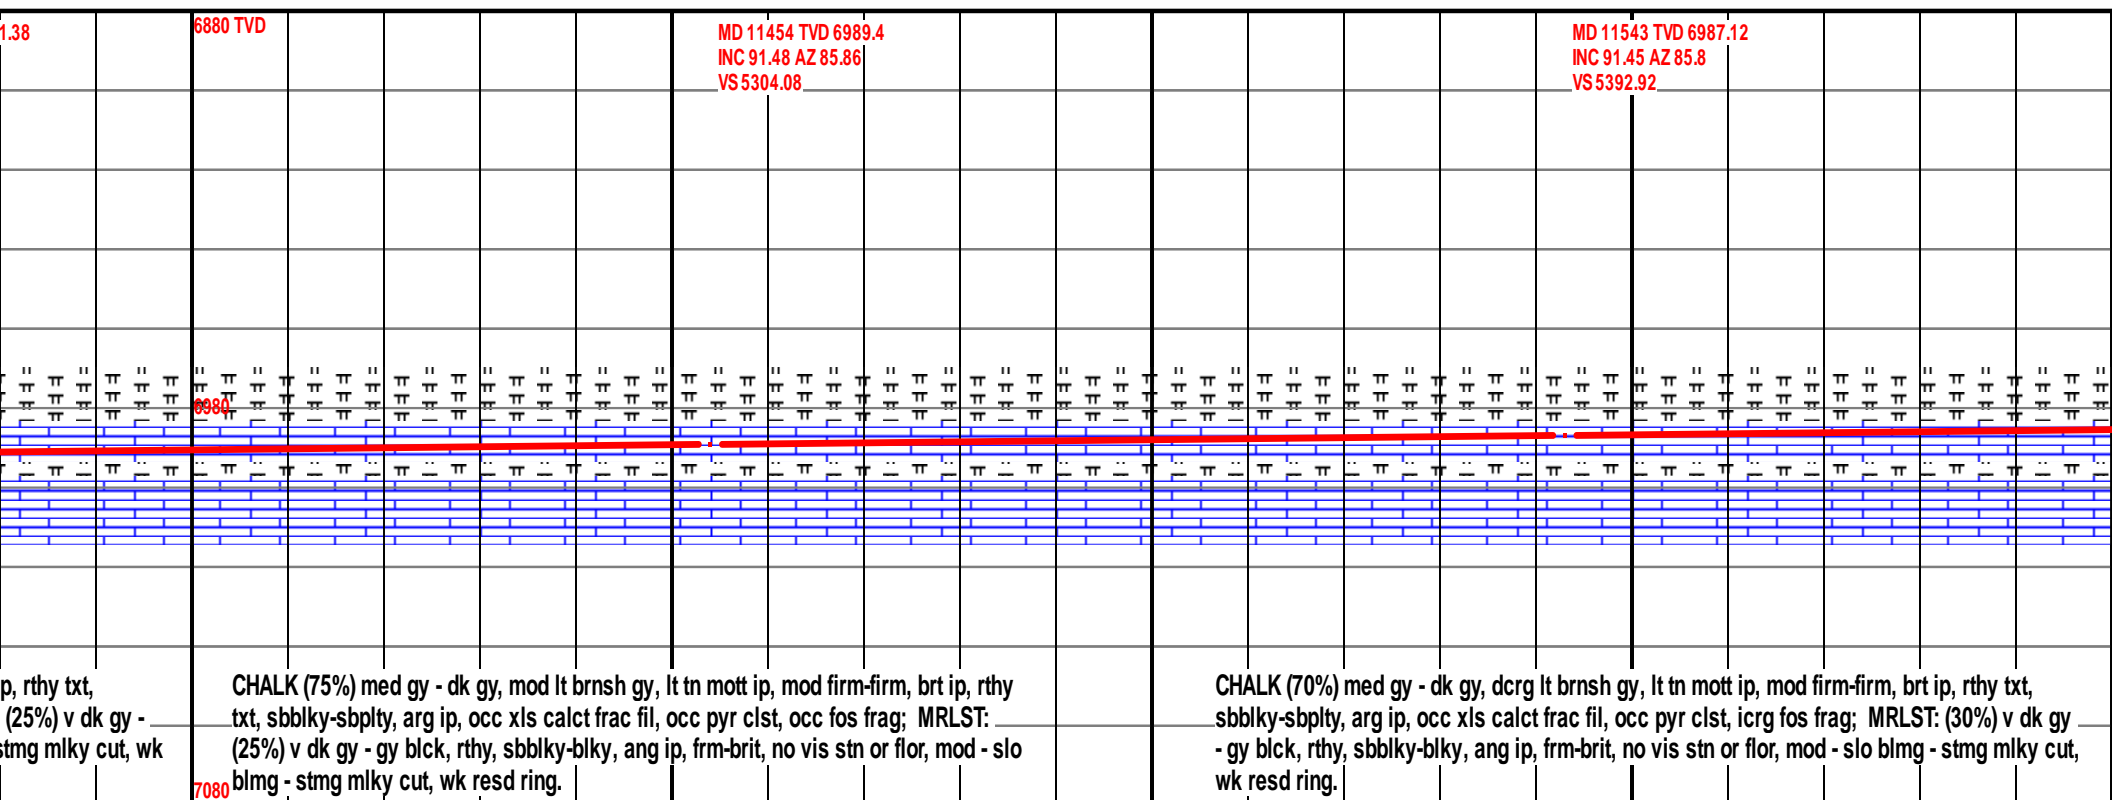 1.38
6880 TVD
MD 11454 TVD 6989.4
INC 91.48 AZ 85.86
VS 5304.08
MD 11543 TVD 6987.12
INC 91.45 AZ 85.8
VS 5392.92
6980
p, rthy txt,
(25%) v dk gy -
stmg mlky cut, wk
CHALK (75%) med gy - dk gy, mod lt brnsh gy, lt tn mott ip, mod firm-firm, brt ip, rthy
txt, sbblky-sbplty, arg ip, occ xls calct frac fil, occ pyr clst, occ fos frag;  MRLST:
(25%) v dk gy - gy blck, rthy, sbblky-blky, ang ip, frm-brit, no vis stn or flor, mod - slo
blmg - stmg mlky cut, wk resd ring.
CHALK (70%) med gy - dk gy, dcrg lt brnsh gy, lt tn mott ip, mod firm-firm, brt ip, rthy txt,
sbblky-sbplty, arg ip, occ xls calct frac fil, occ pyr clst, icrg fos frag;  MRLST: (30%) v dk gy
- gy blck, rthy, sbblky-blky, ang ip, frm-brit, no vis stn or flor, mod - slo blmg - stmg mlky cut,
wk resd ring.
7080